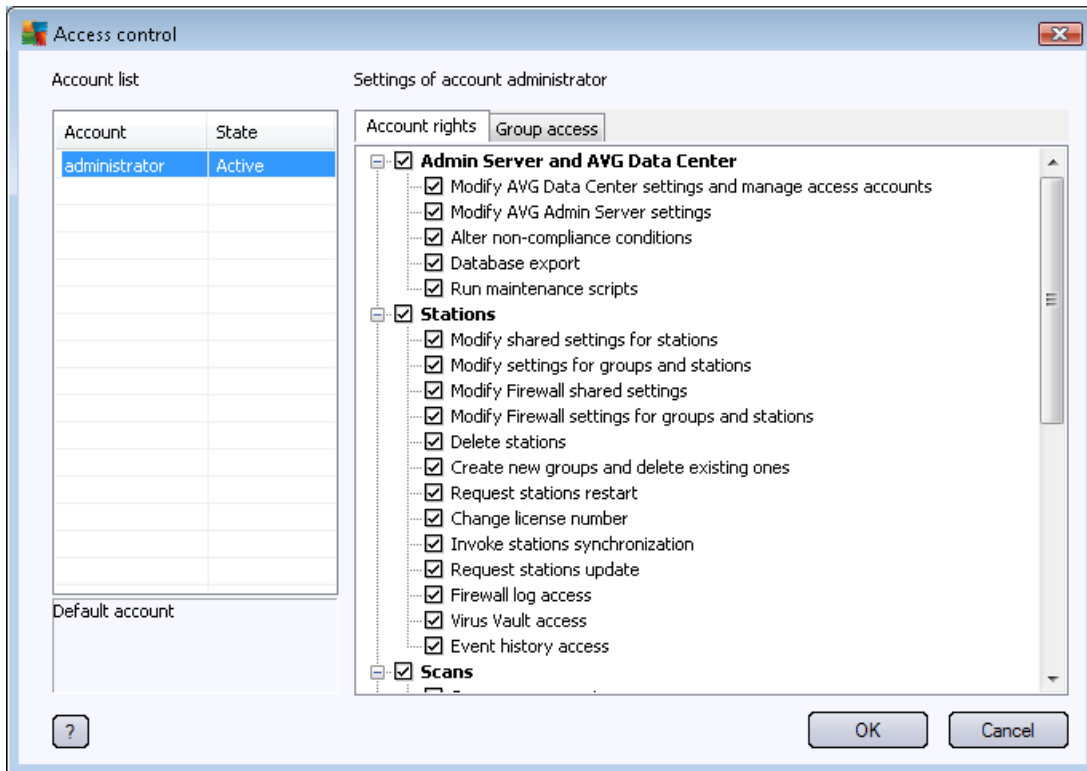 Access control
Account list
Settings of account administrator
Account State
administrator Active
Default account
Account rights Group access
Admin Server and AVG Data Center
Modify AVG Data Center settings and manage access accounts
Modify AVG Admin Server settings
Alter non-compliance conditions
Database export
Run maintenance scripts
Stations
Modify shared settings for stations
Modify settings for groups and stations
Modify Firewall shared settings
Modify Firewall settings for groups and stations
Delete stations
Create new groups and delete existing ones
Request stations restart
Change license number
Invoke stations synchronization
Request stations update
Firewall log access
Virus Vault access
Event history access
Scans
?
OK Cancel